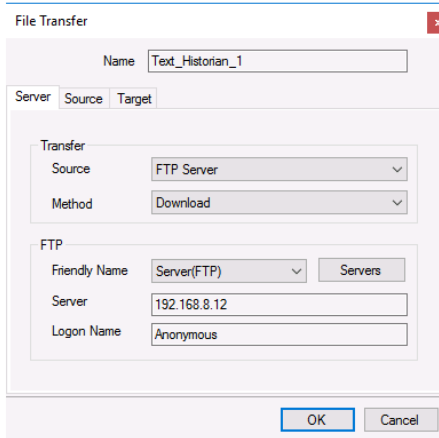 File Transfer
Name Text_Historian_1
Server Source Target
Transfer
Source FTP Server
Method Download
FTP
Friendly Name Server(FTP) Servers
Server 192.168.8.12
Logon Name Anonymous
OK Cancel